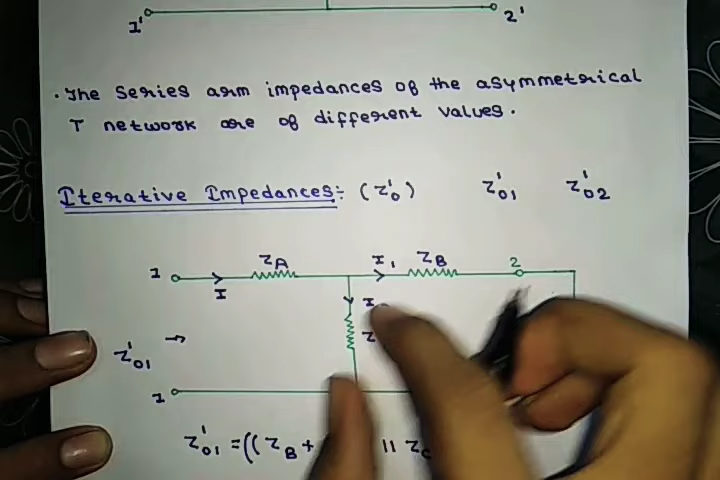 1' 2'
. The series arm impedances of the asymmetrical
T network are of different values.
Iterative Impedances:- (Z'0) Z'01 Z'02
1 ZA I1 ZB 2
I
Z'01 →
1
Z'01 = ((ZB + || ZC